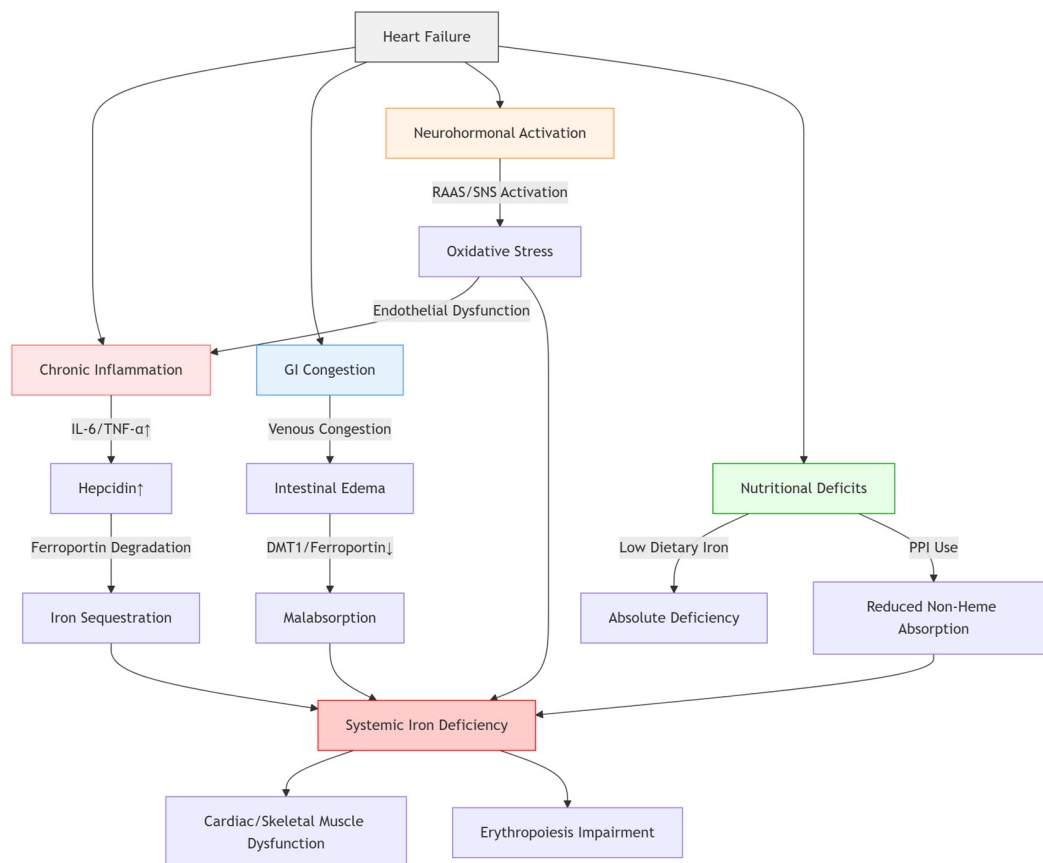 Heart Failure
Neurohormonal Activation
RAAS/SNS Activation
Oxidative Stress
Endothelial Dysfunction
Chronic Inflammation
GI Congestion
IL-6/TNF-α↑
Venous Congestion
Hepcidin↑
Intestinal Edema
Nutritional Deficits
Ferroportin Degradation
DMT1/Ferroportin↓
Low Dietary Iron
PPI Use
Iron Sequestration
Malabsorption
Absolute Deficiency
Reduced Non-Heme
Absorption
Systemic Iron Deficiency
Cardiac/Skeletal Muscle
Dysfunction
Erythropoiesis Impairment